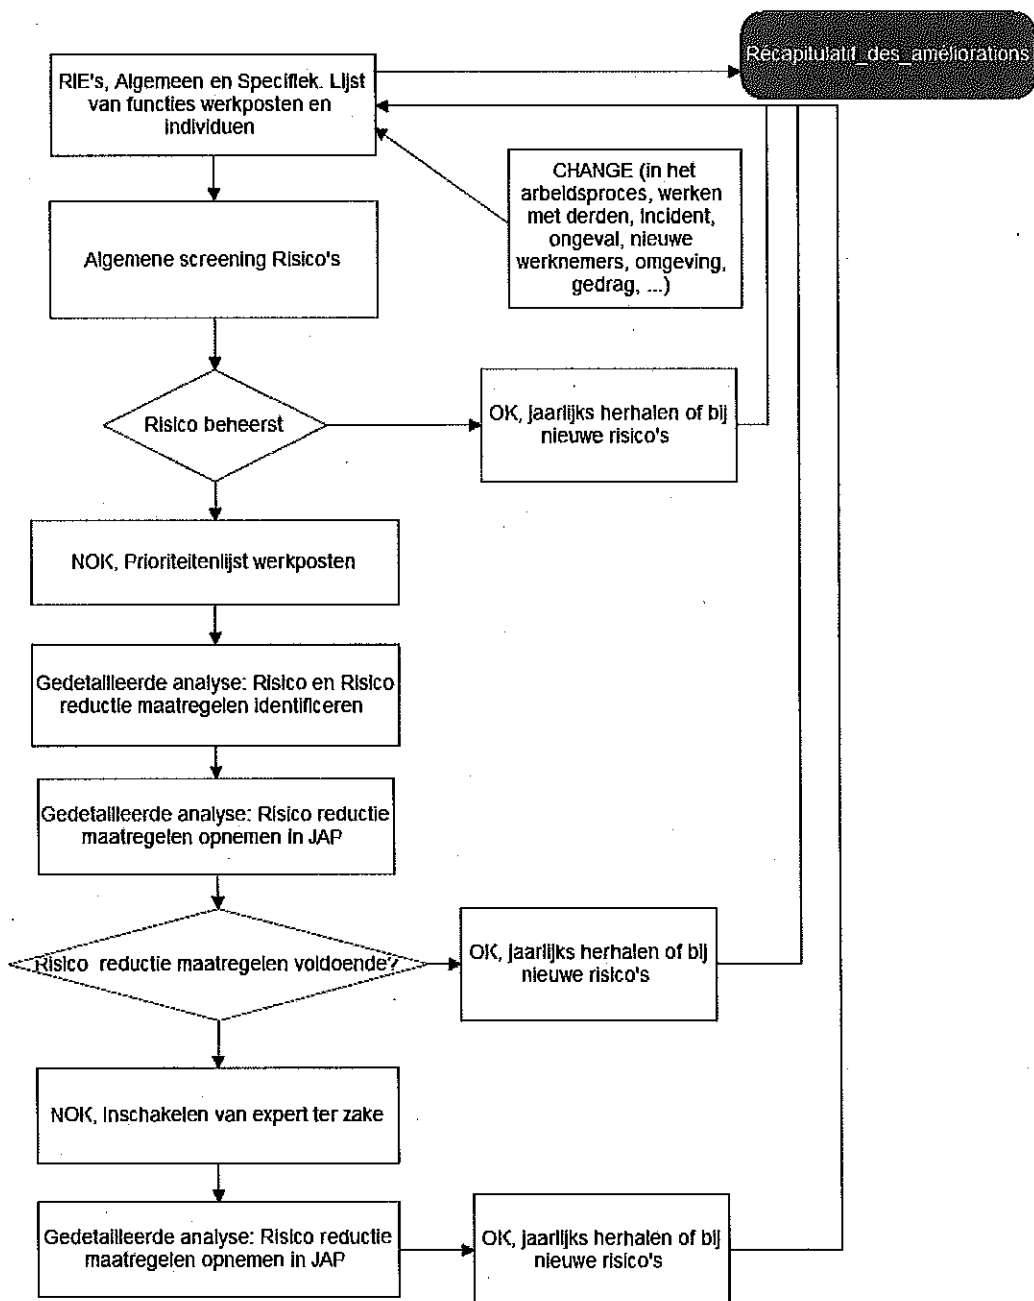 Récapitulatif_des_améliorations
RIE's, Algemeen en Specifiek. Lijst
van functies werkposten en
individuen
CHANGE (in het
arbeidsproces, werken
met derden, incident,
ongeval, nieuwe
werknemers, omgeving,
gedrag, ...)
Algemene screening Risico's
Risico beheerst
OK, jaarlijks herhalen of bij
nieuwe risico's
NOK, Prioriteitenlijst werkposten
Gedetailleerde analyse: Risico en Risico
reductie maatregelen identificeren
Gedetailleerde analyse: Risico reductie
maatregelen opnemen in JAP
Risico reductie maatregelen voldoende?
OK, jaarlijks herhalen of bij
nieuwe risico's
NOK, Inschakelen van expert ter zake
Gedetailleerde analyse: Risico reductie
maatregelen opnemen in JAP
OK, jaarlijks herhalen of bij
nieuwe risico's